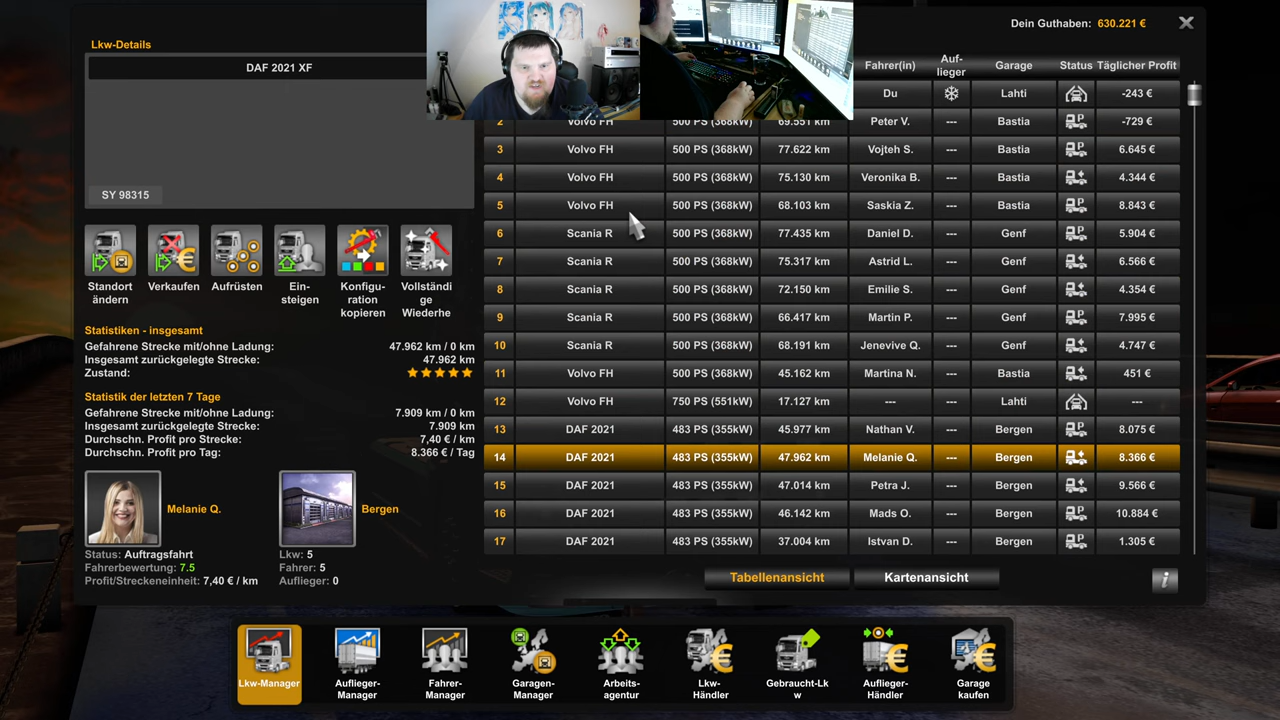 Lkw-Details
Dein Guthaben: 630.221 €
DAF 2021 XF
SY 98315
Standort ändern
Verkaufen
Aufrüsten
Ein-steigen
Konfigu-ration kopieren
Vollständi ge Wiederhe
Statistiken - insgesamt
Gefahrene Strecke mit/ohne Ladung: 47.962 km / 0 km
Insgesamt zurückgelegte Strecke: 47.962 km
Zustand:
Statistik der letzten 7 Tage
Gefahrene Strecke mit/ohne Ladung: 7.909 km / 0 km
Insgesamt zurückgelegte Strecke: 7.909 km
Durchschn. Profit pro Strecke: 7,40 € / km
Durchschn. Profit pro Tag: 8.366 € / Tag
Melanie Q.
Bergen
Status: Auftragsfahrt
Fahrerbewertung: 7.5
Profit/Streckeneinheit: 7,40 € / km
Lkw: 5
Fahrer: 5
Auflieger: 0
Fahrer(in) Auf-lieger Garage Status Täglicher Profit
Du Lahti -243 €
2 Volvo FH 500 PS (368kW) 69.551 km Peter V. --- Bastia -729 €
3 Volvo FH 500 PS (368kW) 77.622 km Vojteh S. --- Bastia 6.645 €
4 Volvo FH 500 PS (368kW) 75.130 km Veronika B. --- Bastia 4.344 €
5 Volvo FH 500 PS (368kW) 68.103 km Saskia Z. --- Bastia 8.843 €
6 Scania R 500 PS (368kW) 77.435 km Daniel D. --- Genf 5.904 €
7 Scania R 500 PS (368kW) 75.317 km Astrid L. --- Genf 6.566 €
8 Scania R 500 PS (368kW) 72.150 km Emilie S. --- Genf 4.354 €
9 Scania R 500 PS (368kW) 66.417 km Martin P. --- Genf 7.995 €
10 Scania R 500 PS (368kW) 68.191 km Jenevive Q. --- Genf 4.747 €
11 Volvo FH 500 PS (368kW) 45.162 km Martina N. --- Bastia 451 €
12 Volvo FH 750 PS (551kW) 17.127 km --- --- Lahti ---
13 DAF 2021 483 PS (355kW) 45.977 km Nathan V. --- Bergen 8.075 €
14 DAF 2021 483 PS (355kW) 47.962 km Melanie Q. --- Bergen 8.366 €
15 DAF 2021 483 PS (355kW) 47.014 km Petra J. --- Bergen 9.566 €
16 DAF 2021 483 PS (355kW) 46.142 km Mads O. --- Bergen 10.884 €
17 DAF 2021 483 PS (355kW) 37.004 km Istvan D. --- Bergen 1.305 €
Tabellenansicht
Kartenansicht
i
Lkw-Manager
Auflieger-Manager
Fahrer-Manager
Garagen-Manager
Arbeits-agentur
Lkw-Händler
Gebraucht-Lk w
Auflieger-Händler
Garage kaufen